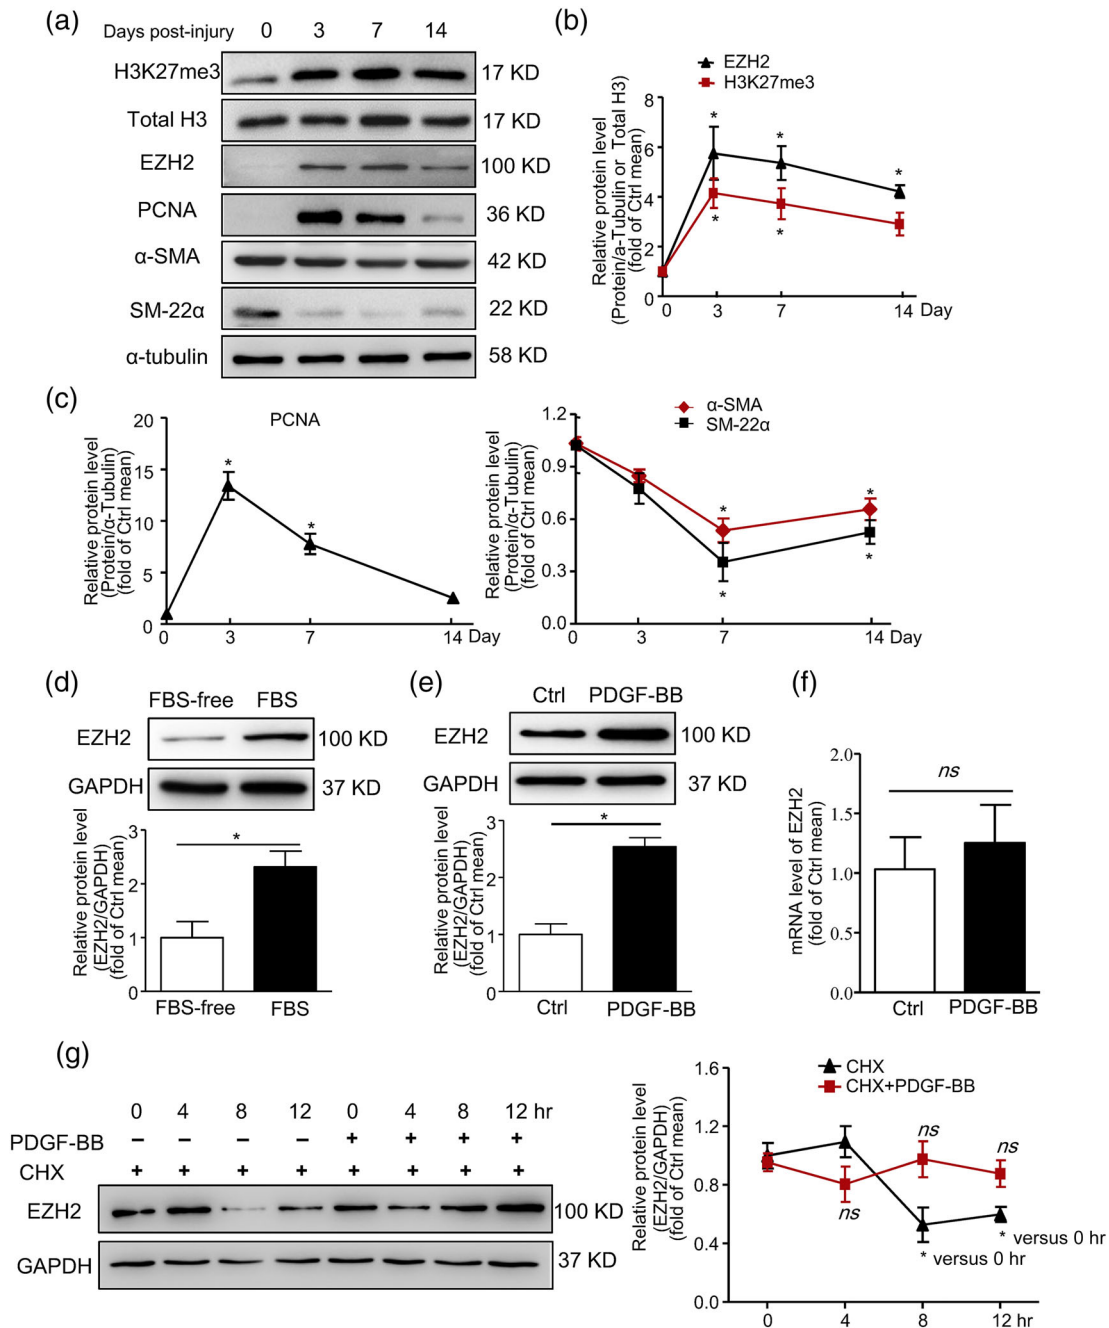 (a)
Days post-injury 0 3 7 14
H3K27me3 17 KD
Total H3 17 KD
EZH2 100 KD
PCNA 36 KD
α-SMA 42 KD
SM-22α 22 KD
α-tubulin 58 KD
(b)
EZH2
H3K27me3
Relative protein level
(Protein/a-Tubulin or Total H3)
(fold of Ctrl mean)
8
6
4
2
0
* * *
* *
0 3 7 14 Day
(c)
PCNA
Relative protein level
(Protein/α-Tubulin)
(fold of Ctrl mean)
20
15
10
5
0
* *
0 3 7 14 Day
α-SMA
SM-22α
Relative protein level
(Protein/α-Tubulin)
(fold of Ctrl mean)
1.2
0.9
0.6
0.3
0.0
* *
* *
0 3 7 14 Day
(d)
FBS-free FBS
EZH2 100 KD
GAPDH 37 KD
Relative protein level
(EZH2/GAPDH)
(fold of Ctrl mean)
3
2
1
0
*
FBS-free FBS
(e)
Ctrl PDGF-BB
EZH2 100 KD
GAPDH 37 KD
Relative protein level
(EZH2/GAPDH)
(fold of Ctrl mean)
3
2
1
0
*
Ctrl PDGF-BB
(f)
mRNA level of EZH2
(fold of Ctrl mean)
2.0
1.5
1.0
0.5
0.0
ns
Ctrl PDGF-BB
(g)
0 4 8 12 0 4 8 12 hr
PDGF-BB – – – – + + + +
CHX + + + + + + + +
EZH2 100 KD
GAPDH 37 KD
CHX
CHX+PDGF-BB
Relative protein level
(EZH2/GAPDH)
(fold of Ctrl mean)
1.6
1.2
0.8
0.4
0.0
ns ns
ns
* versus 0 hr
* versus 0 hr
0 4 8 12 hr